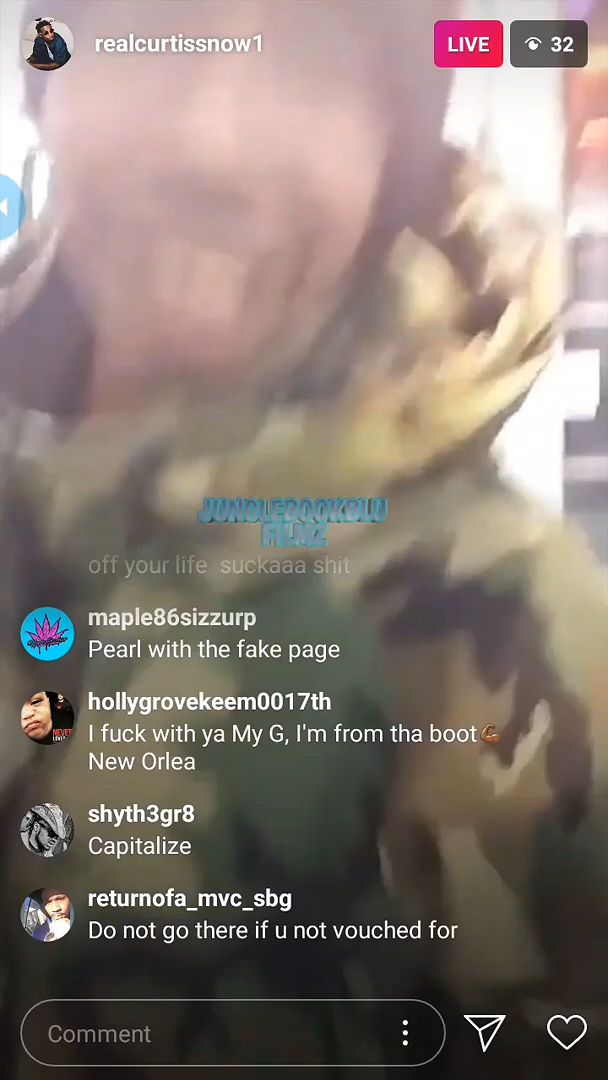 realcurtissnow1
LIVE
32
JUNGLEBOOKBLU
FILMZ
off your life suckaaa shit
maple86sizzurp
Pearl with the fake page
hollygrovekeem0017th
I fuck with ya My G, I'm from tha boot💪🏾
New Orlea
shyth3gr8
Capitalize
returnofa_mvc_sbg
Do not go there if u not vouched for
Comment